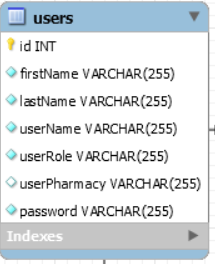 users
id INT
firstName VARCHAR(255)
lastName VARCHAR(255)
userName VARCHAR(255)
userRole VARCHAR(255)
userPharmacy VARCHAR(255)
password VARCHAR(255)
Indexes